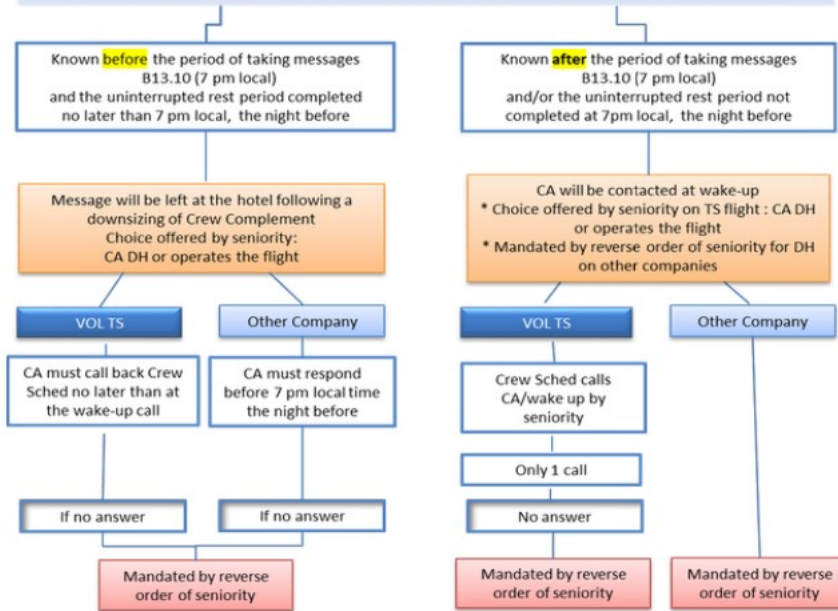 Known before the period of taking messages
B13.10 (7 pm local)
and the uninterrupted rest period completed
no later than 7 pm local, the night before
Message will be left at the hotel following a
downsizing of Crew Complement
Choice offered by seniority:
CA DH or operates the flight
VOL TS
Other Company
CA must call back Crew
Sched no later than at
the wake-up call
CA must respond
before 7 pm local time
the night before
If no answer
If no answer
Mandated by reverse
order of seniority
Known after the period of taking messages
B13.10 (7 pm local)
and/or the uninterrupted rest period not
completed at 7pm local, the night before
CA will be contacted at wake-up
* Choice offered by seniority on TS flight : CA DH
or operates the flight
* Mandated by reverse order of seniority for DH
on other companies
VOL TS
Other Company
Crew Sched calls
CA/wake up by
seniority
Only 1 call
No answer
Mandated by reverse
order of seniority
Mandated by reverse
order of seniority